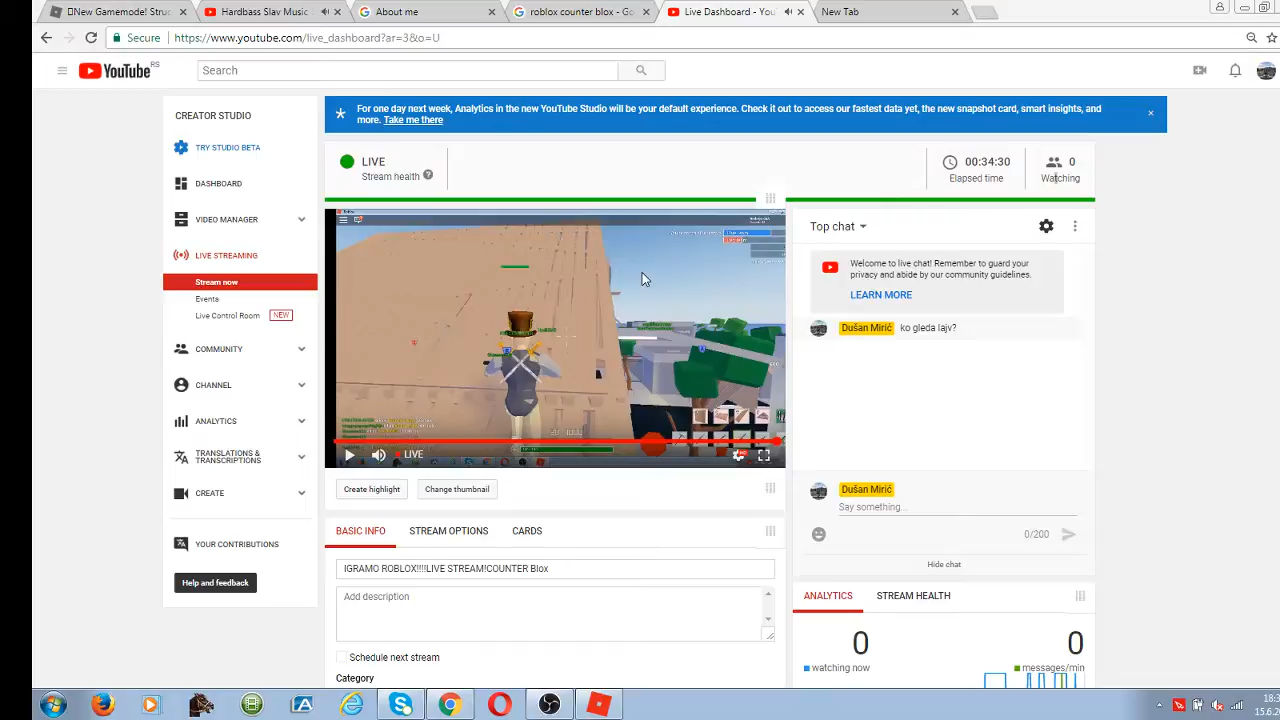 New Gamemode! Stru
Hardbass Slav Music
About me
roblox counter blox - Go
Live Dashboard - You
New Tab
Secure
https://www.youtube.com/live_dashboard?ar=3&o=U
YouTube RS
Search
CREATOR STUDIO
TRY STUDIO BETA
DASHBOARD
VIDEO MANAGER
LIVE STREAMING
Stream now
Events
Live Control Room NEW
COMMUNITY
CHANNEL
ANALYTICS
TRANSLATIONS &
TRANSCRIPTIONS
CREATE
YOUR CONTRIBUTIONS
Help and feedback
For one day next week, Analytics in the new YouTube Studio will be your default experience. Check it out to access our fastest data yet, the new snapshot card, smart insights, and
more. Take me there
LIVE
Stream health
00:34:30
Elapsed time
0
Watching
LIVE
Create highlight
Change thumbnail
BASIC INFO
STREAM OPTIONS
CARDS
IGRAMO ROBLOX!!!!LIVE STREAM!COUNTER Blox
Add description
Schedule next stream
Category
Top chat
Welcome to live chat! Remember to guard your
privacy and abide by our community guidelines.
LEARN MORE
Dušan Mirić ko gleda lajv?
Dušan Mirić
Say something...
0/200
Hide chat
ANALYTICS
STREAM HEALTH
0
watching now
0
messages/min
18:3
15.6.2